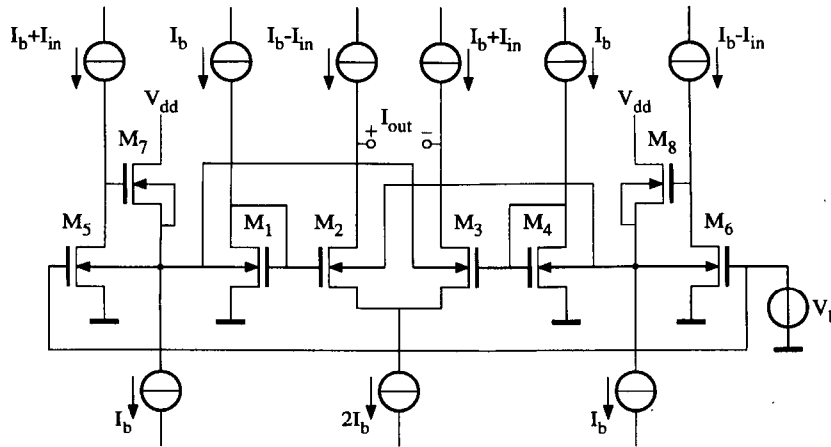 I_b+I_in
I_b
I_b-I_in
I_b+I_in
I_b
I_b-I_in
V_dd
I_out
V_dd
+
−
M_7
M_8
M_5
M_1
M_2
M_3
M_4
M_6
I_b
2I_b
I_b